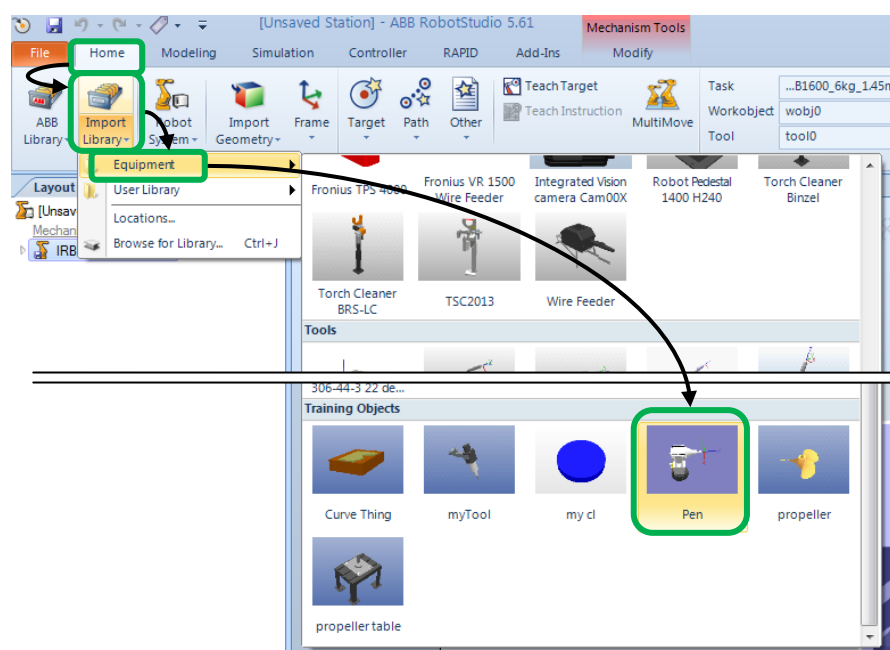 [Unsaved Station] - ABB RobotStudio 5.61
Mechanism Tools
File Home Modeling Simulation Controller RAPID Add-Ins Modify
ABB
Library
Import
Library
Robot
System
Import
Geometry
Frame
Target
Path
Other
Teach Target
Teach Instruction
MultiMove
Task ...B1600_6kg_1.45m
Workobject wobj0
Tool tool0
Layout
[Unsav
Mechan
IRB
Equipment
User Library
Locations...
Browse for Library... Ctrl+J
Fronius TPS 4000
Fronius VR 1500
Wire Feeder
Integrated Vision
camera Cam00X
Robot Pedestal
1400 H240
Torch Cleaner
Binzel
Torch Cleaner
BRS-LC
TSC2013
Wire Feeder
Tools
306-44-3 22 de...
Training Objects
Curve Thing
myTool
my cl
Pen
propeller
propeller table